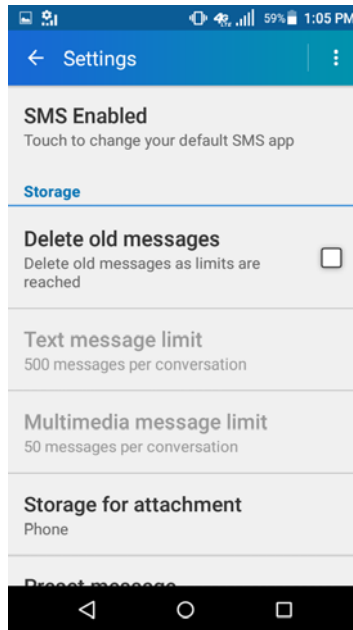 59% 1:05 PM
Settings
SMS Enabled
Touch to change your default SMS app
Storage
Delete old messages
Delete old messages as limits are
reached
Text message limit
500 messages per conversation
Multimedia message limit
50 messages per conversation
Storage for attachment
Phone
Preset message